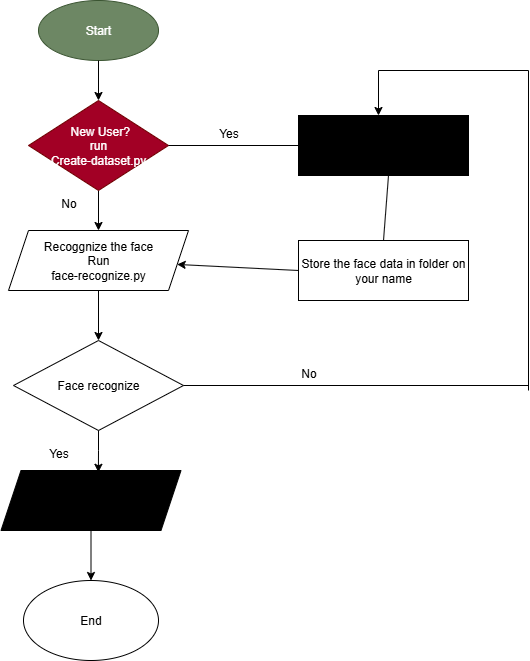 Start
New User?
run
Create-dataset.py
Yes
No
Recoggnize the face
Run
face-recognize.py
Store the face data in folder on
your name
Face recognize
No
Yes
End